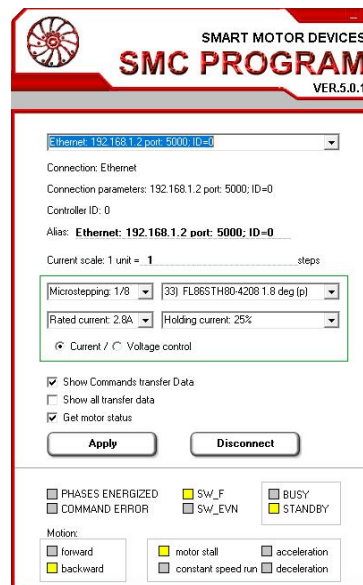 SMART MOTOR DEVICES
SMC PROGRAM
VER.5.0.1
Ethernet: 192.168.1.2 port: 5000; ID=0
Connection: Ethernet
Connection parameters: 192.168.1.2 port: 5000; ID=0
Controller ID: 0
Alias: Ethernet: 192.168.1.2 port: 5000; ID=0
Current scale: 1 unit = 1 steps
Microstepping: 1/8 33) FL86STH80-4208 1.8 deg (p)
Rated current: 2.8A Holding current: 25%
Current / Voltage control
Show Commands transfer Data
Show all transfer data
Get motor status
Apply Disconnect
PHASES ENERGIZED SW_F BUSY
COMMAND ERROR SW_EVN STANDBY
Motion:
forward motor stall acceleration
backward constant speed run deceleration